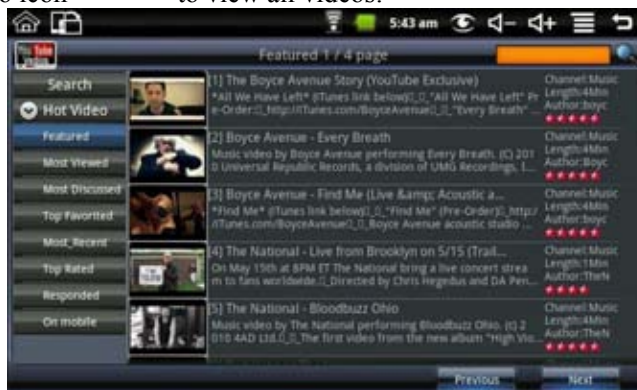 to view all videos.
5:43 am
You Tube
Videos
Featured 1 / 4 page
Search
Hot Video
Featured
Most Viewed
Most Discussed
Top Favorited
Most_Recent
Top Rated
Responded
On mobile
[1] The Boyce Avenue Story (YouTube Exclusive)
*All We Have Left* (iTunes link below)▯_▯_"All We Have Left" Pr
e-Order:▯_http://iTunes.com/BoyceAvenue▯_▯_"Every Breath" ...
Channel:Music
Length:4Min
Author:boyc
[2] Boyce Avenue - Every Breath
Music video by Boyce Avenue performing Every Breath. (C) 201
0 Universal Republic Records, a division of UMG Recordings, I...
Channel:Music
Length:4Min
Author:Boyc
[3] Boyce Avenue - Find Me (Live &amp; Acoustic a...
*Find Me* (iTunes link below)▯_▯_"Find Me" (Pre-Order)▯_http:/
/iTunes.com/BoyceAvenue▯_▯_Boyce Avenue acoustic studio ...
Channel:Music
Length:4Min
Author:boyc
[4] The National - Live from Brooklyn on 5/15 (Trail...
On May 15th at 8PM ET The National bring a live concert strea
m to fans worldwide.▯_Directed by Chris Hegedus and DA Pen...
Channel:Music
Length:1Min
Author:TheN
[5] The National - Bloodbuzz Ohio
Music video by The National performing Bloodbuzz Ohio. (c) 2
010 4AD Ltd.▯_▯_The first video from the new album "High Vio...
Channel:Music
Length:4Min
Author:TheN
Previous
Next